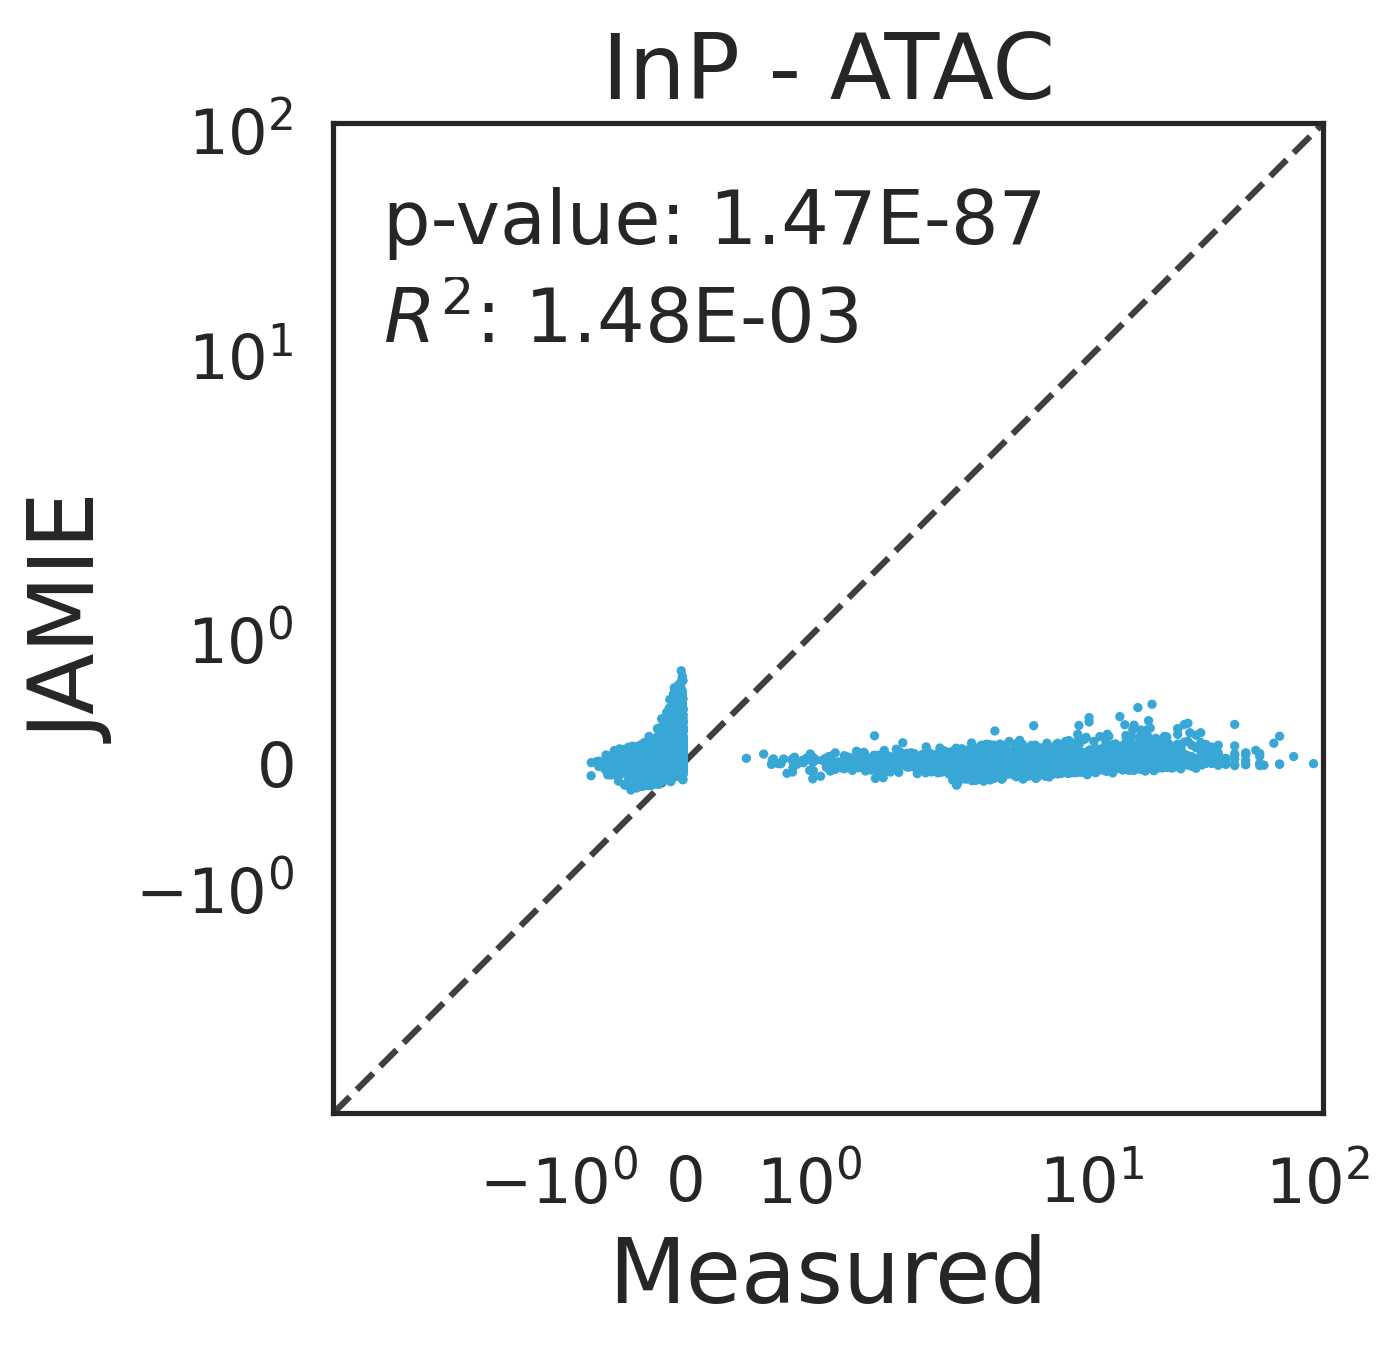 InP - ATAC
10²
p-value: 1.47E-87
R²: 1.48E-03
10¹
JAMIE
10⁰
0
−10⁰
−10⁰ 0 10⁰ 10¹ 10²
Measured